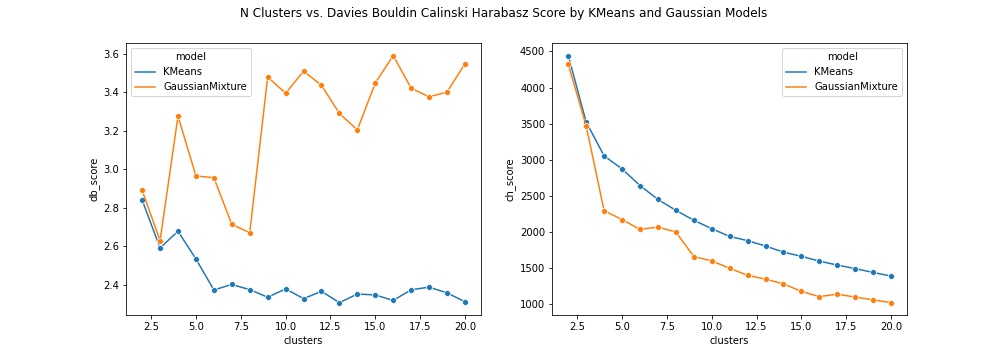 N Clusters vs. Davies Bouldin Calinski Harabasz Score by KMeans and Gaussian Models
model
KMeans
GaussianMixture
3.6
3.4
3.2
3.0
2.8
2.6
2.4
db_score
2.5
5.0
7.5
10.0
12.5
15.0
17.5
20.0
clusters
model
KMeans
GaussianMixture
4500
4000
3500
3000
2500
2000
1500
1000
ch_score
2.5
5.0
7.5
10.0
12.5
15.0
17.5
20.0
clusters